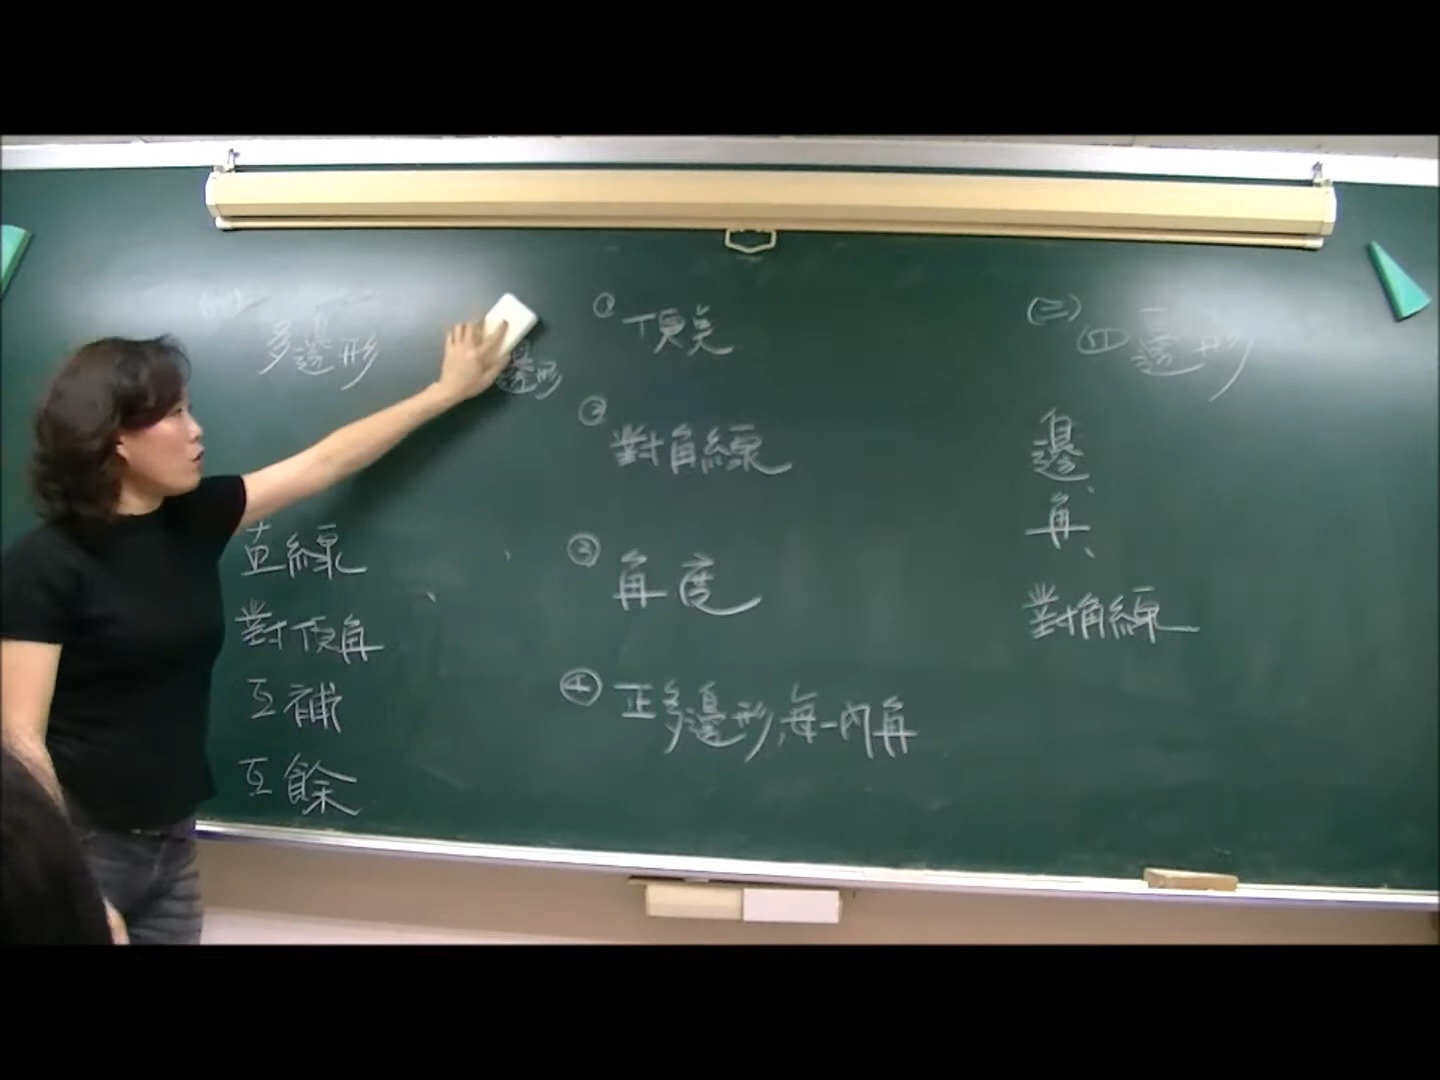 (一)
多邊形
直線
對頂角
互補
互餘
邊形
① 頂點
② 對角線
③ 角度
④ 正多邊形,每一內角
(二) 四邊形
邊、
角、
對角線